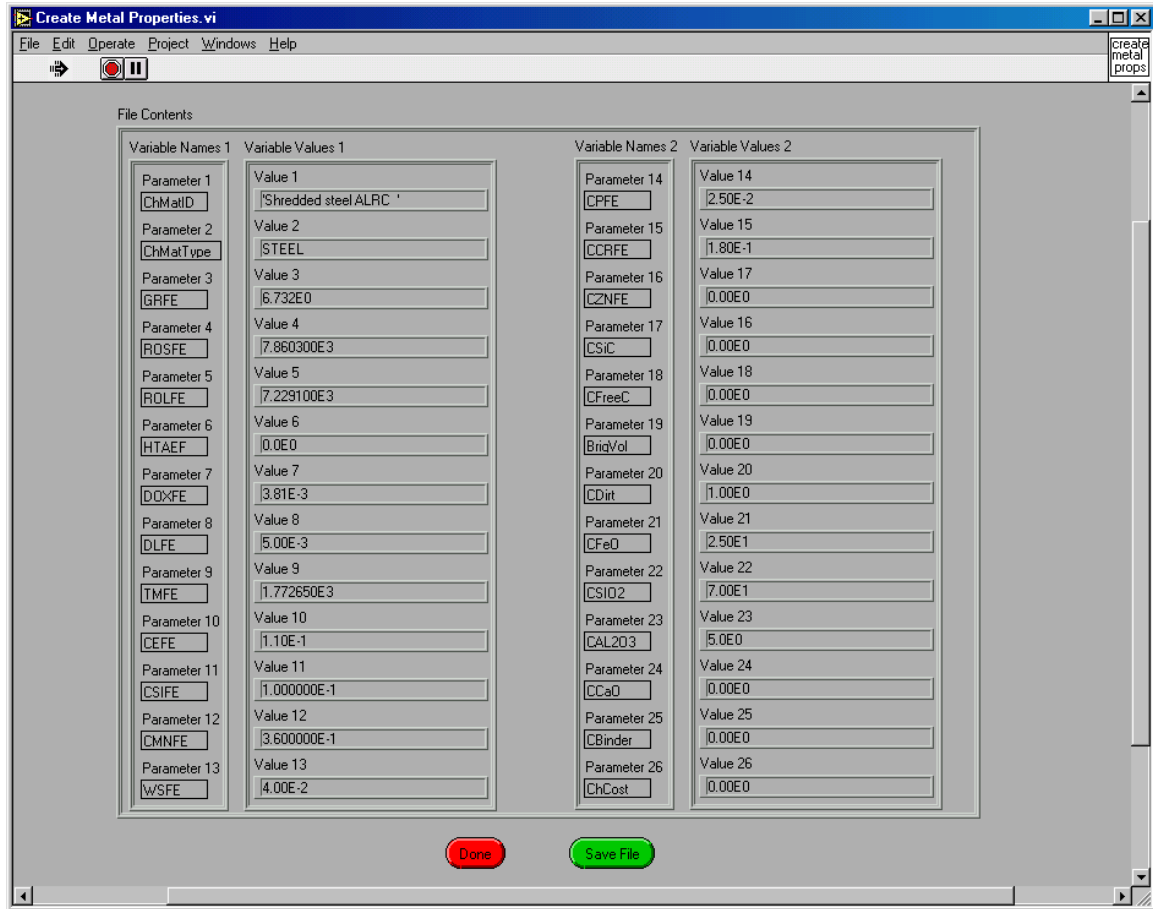 Create Metal Properties.vi
File Edit Operate Project Windows Help
create
metal
props
File Contents
Variable Names 1 Variable Values 1
Parameter 1 Value 1
ChMatID 'Shredded steel ALRC '
Parameter 2 Value 2
ChMatType STEEL
Parameter 3 Value 3
GRFE 6.732E0
Parameter 4 Value 4
ROSFE 7.860300E3
Parameter 5 Value 5
ROLFE 7.229100E3
Parameter 6 Value 6
HTAEF 0.0E0
Parameter 7 Value 7
DOXFE 3.81E-3
Parameter 8 Value 8
DLFE 5.00E-3
Parameter 9 Value 9
TMFE 1.772650E3
Parameter 10 Value 10
CEFE 1.10E-1
Parameter 11 Value 11
CSIFE 1.000000E-1
Parameter 12 Value 12
CMNFE 3.600000E-1
Parameter 13 Value 13
WSFE 4.00E-2
Variable Names 2 Variable Values 2
Parameter 14 Value 14
CPFE 2.50E-2
Parameter 15 Value 15
CCRFE 1.80E-1
Parameter 16 Value 17
CZNFE 0.00E0
Parameter 17 Value 16
CSiC 0.00E0
Parameter 18 Value 18
CFreeC 0.00E0
Parameter 19 Value 19
BriqVol 0.00E0
Parameter 20 Value 20
CDirt 1.00E0
Parameter 21 Value 21
CFeO 2.50E1
Parameter 22 Value 22
CSIO2 7.00E1
Parameter 23 Value 23
CAL2O3 5.0E0
Parameter 24 Value 24
CCaO 0.00E0
Parameter 25 Value 25
CBinder 0.00E0
Parameter 26 Value 26
ChCost 0.00E0
Done Save File